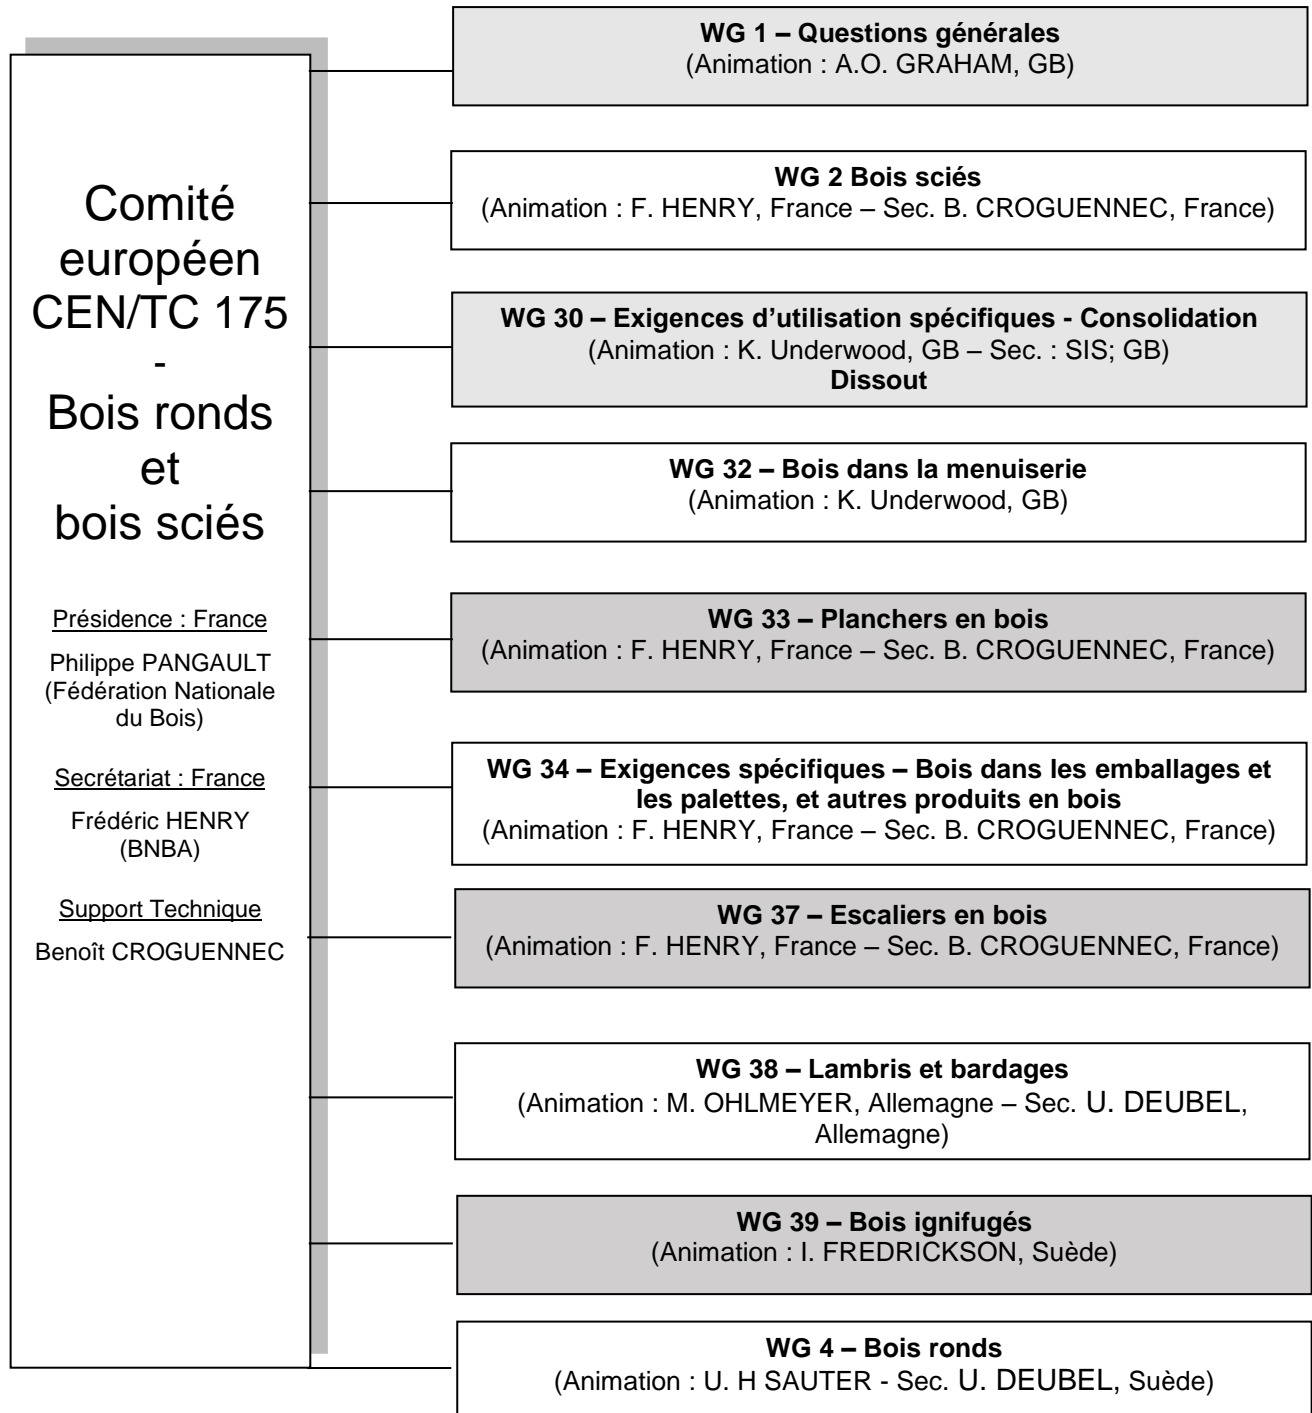 Comité
européen
CEN/TC 175
-
Bois ronds
et
bois sciés
Présidence : France
Philippe PANGAULT
(Fédération Nationale
du Bois)
Secrétariat : France
Frédéric HENRY
(BNBA)
Support Technique
Benoît CROGUENNEC
WG 1 – Questions générales
(Animation : A.O. GRAHAM, GB)
WG 2 Bois sciés
(Animation : F. HENRY, France – Sec. B. CROGUENNEC, France)
WG 30 – Exigences d’utilisation spécifiques - Consolidation
(Animation : K. Underwood, GB – Sec. : SIS; GB)
Dissout
WG 32 – Bois dans la menuiserie
(Animation : K. Underwood, GB)
WG 33 – Planchers en bois
(Animation : F. HENRY, France – Sec. B. CROGUENNEC, France)
WG 34 – Exigences spécifiques – Bois dans les emballages et
les palettes, et autres produits en bois
(Animation : F. HENRY, France – Sec. B. CROGUENNEC, France)
WG 37 – Escaliers en bois
(Animation : F. HENRY, France – Sec. B. CROGUENNEC, France)
WG 38 – Lambris et bardages
(Animation : M. OHLMEYER, Allemagne – Sec. U. DEUBEL,
Allemagne)
WG 39 – Bois ignifugés
(Animation : I. FREDRICKSON, Suède)
WG 4 – Bois ronds
(Animation : U. H SAUTER - Sec. U. DEUBEL, Suède)